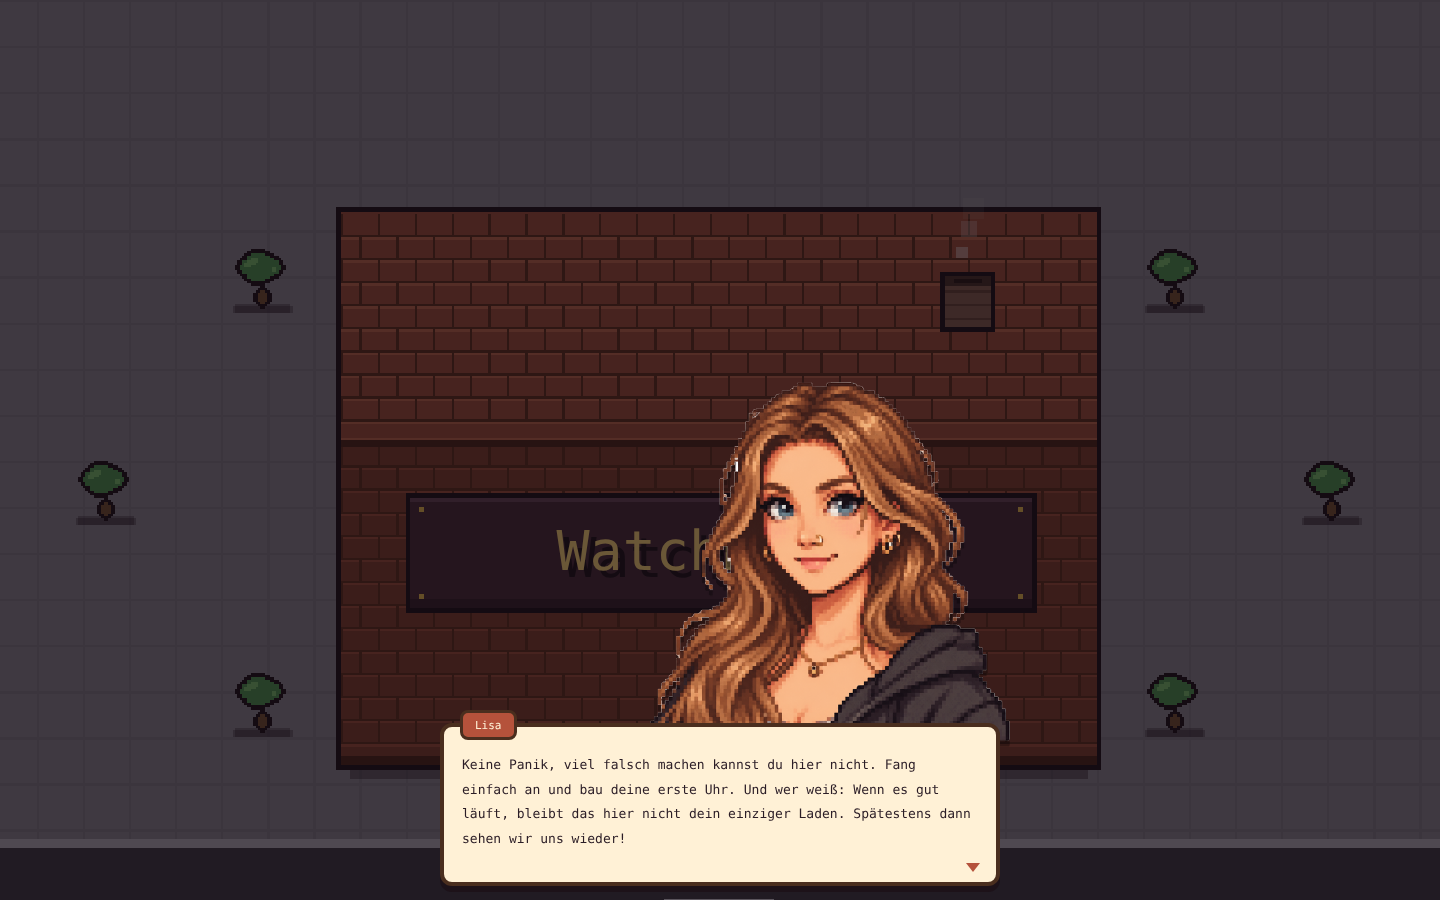 Watch
Lisa
Keine Panik, viel falsch machen kannst du hier nicht. Fang
einfach an und bau deine erste Uhr. Und wer weiß: Wenn es gut
läuft, bleibt das hier nicht dein einziger Laden. Spätestens dann
sehen wir uns wieder!